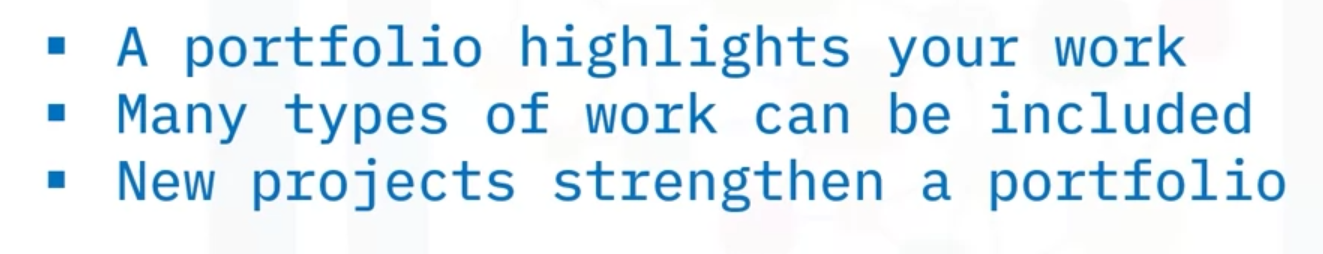 ▪ A portfolio highlights your work
▪ Many types of work can be included
▪ New projects strengthen a portfolio